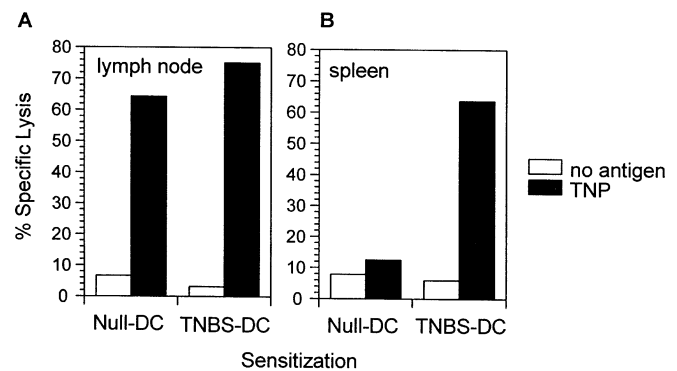 A
B
80
70
60
50
40
30
20
10
0
% Specific Lysis
lymph node
Null-DC
TNBS-DC
80
70
60
50
40
30
20
10
0
spleen
Null-DC
TNBS-DC
no antigen
TNP
Sensitization